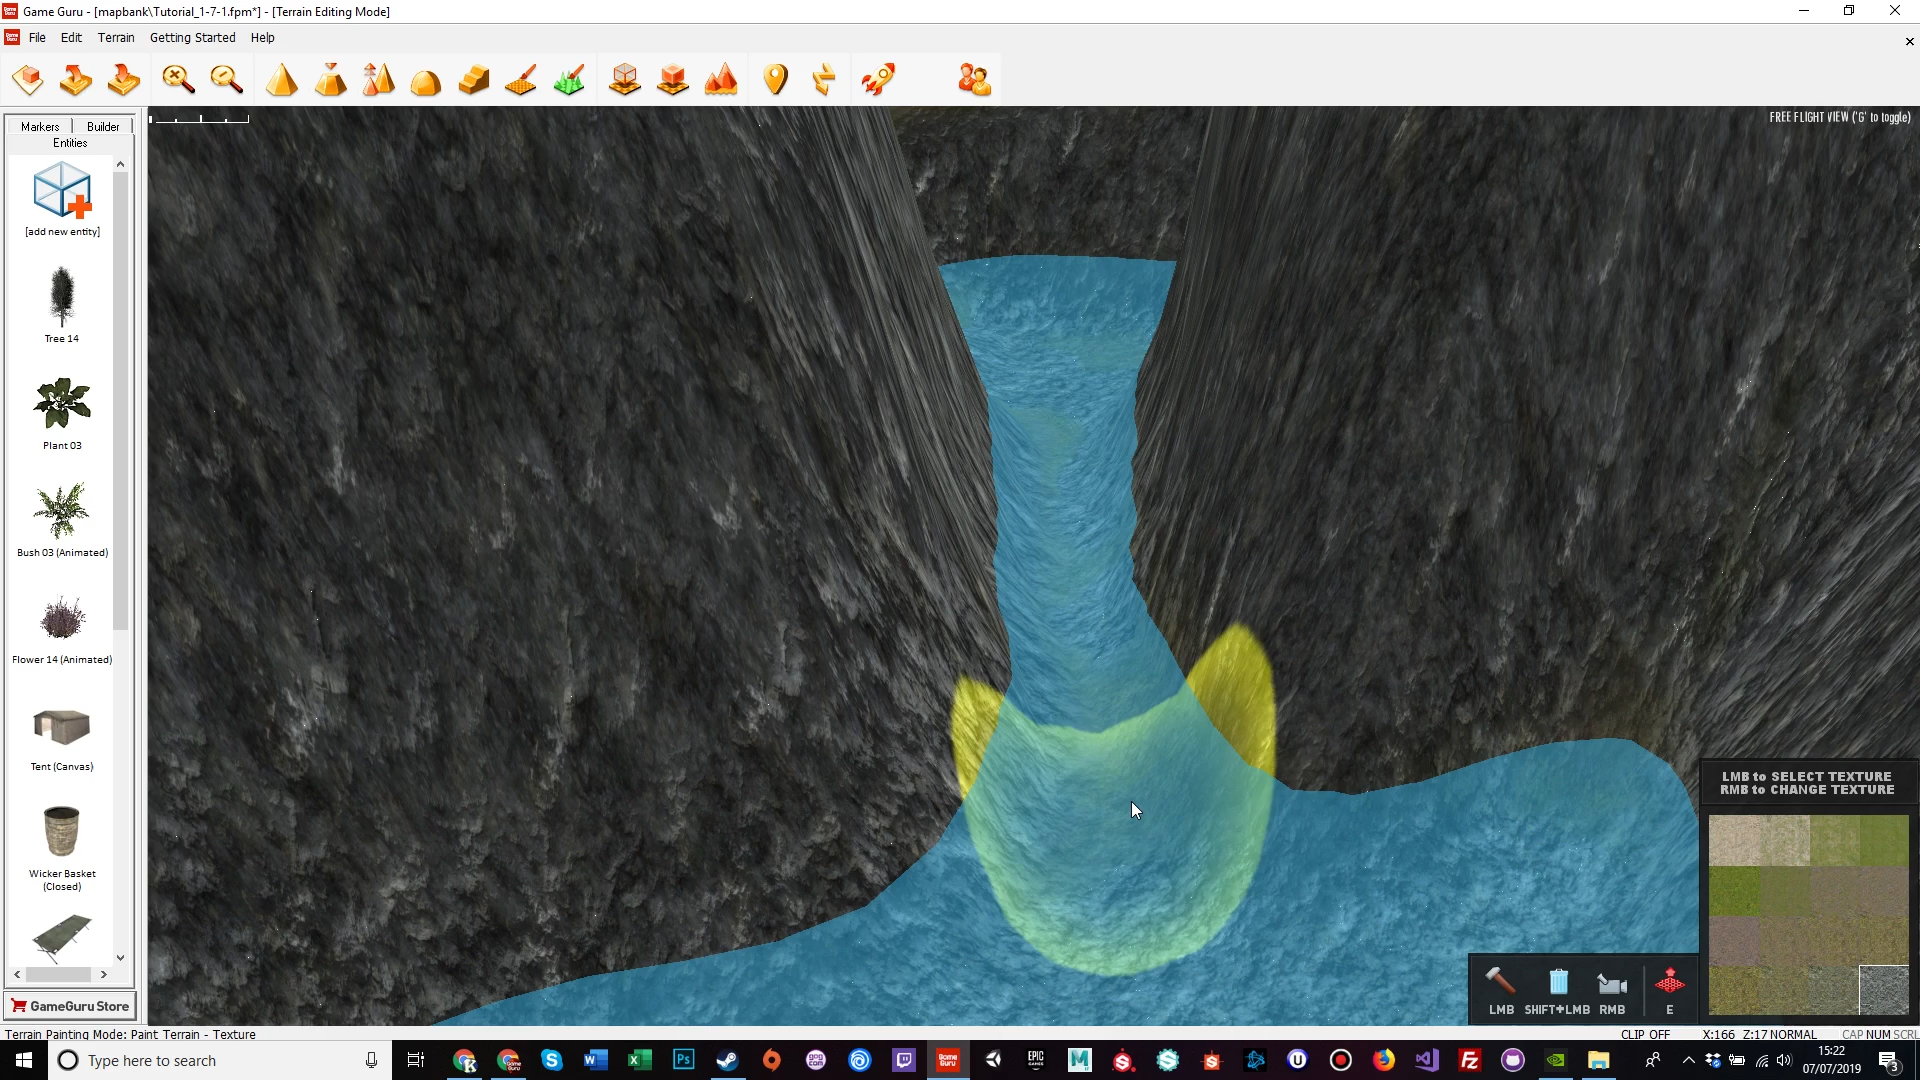 Game Guru - [mapbank\Tutorial_1-7-1.fpm*] - [Terrain Editing Mode]
File Edit Terrain Getting Started Help
Markers Builder
Entities
FREE FLIGHT VIEW ('G' to toggle)
[add new entity]
Tree 14
Plant 03
Bush 03 (Animated)
Flower 14 (Animated)
Tent (Canvas)
Wicker Basket
(Closed)
LMB to SELECT TEXTURE
RMB to CHANGE TEXTURE
GameGuru Store
LMB SHIFT+LMB RMB E
Terrain Painting Mode: Paint Terrain - Texture
CLIP OFF X:166 Z:17 NORMAL CAP NUM SCRL
Type here to search
15:22
07/07/2019
3